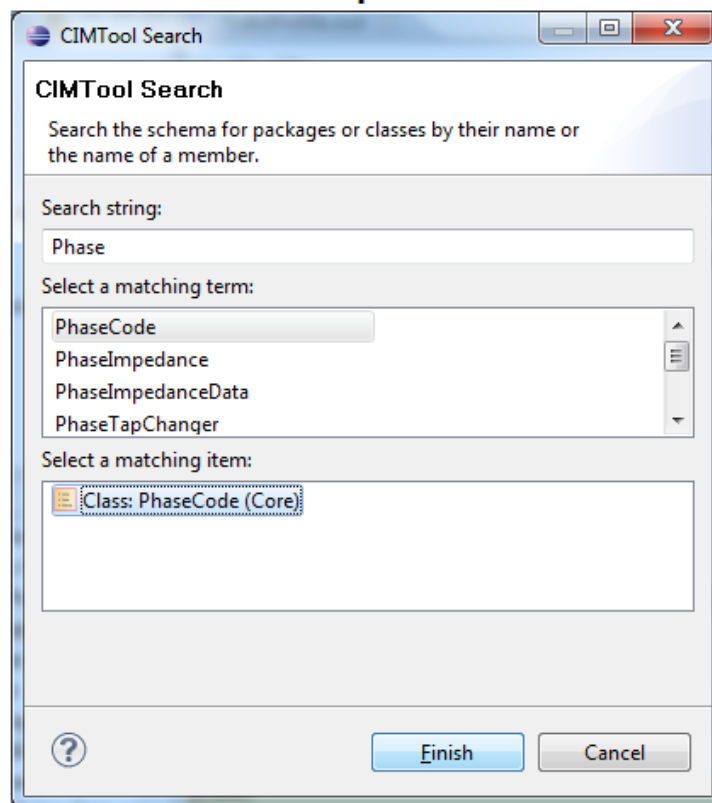 CIMTool Search
CIMTool Search
Search the schema for packages or classes by their name or
the name of a member.
Search string:
Phase
Select a matching term:
PhaseCode
PhaseImpedance
PhaseImpedanceData
PhaseTapChanger
Select a matching item:
Class: PhaseCode (Core)
Finish
Cancel